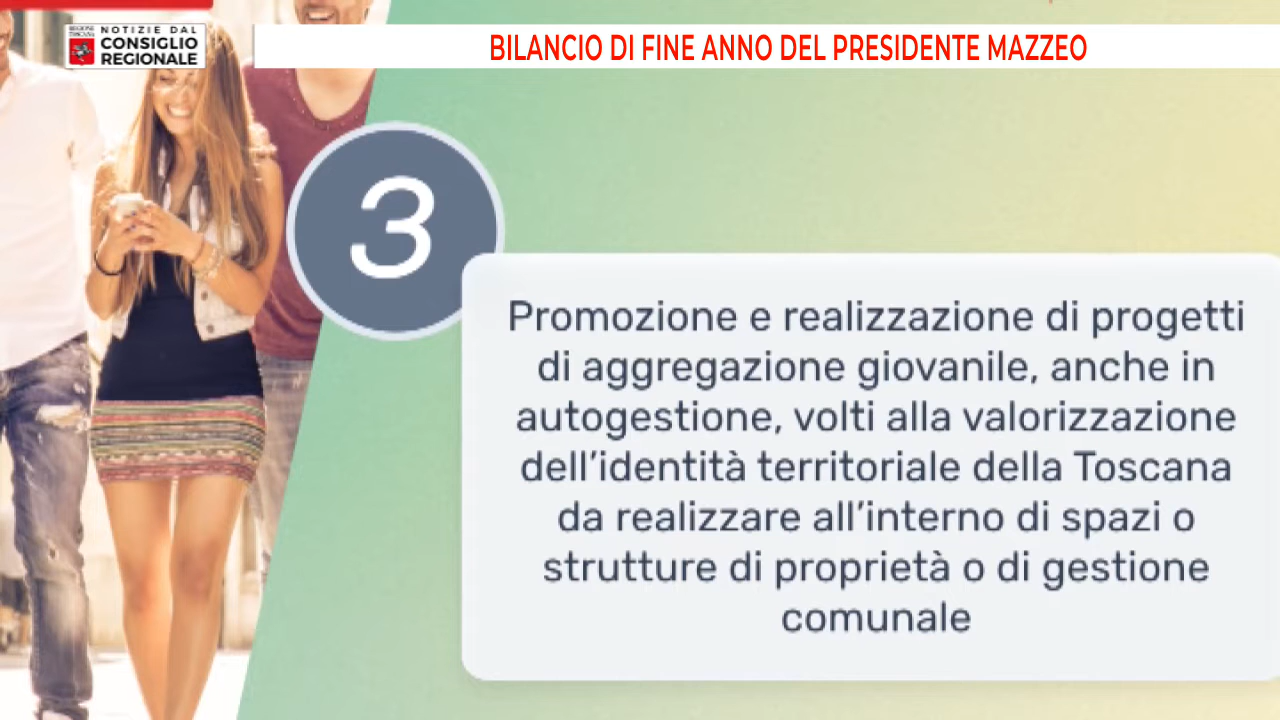 REGIONE
TOSCANA
NOTIZIE DAL
CONSIGLIO
REGIONALE
BILANCIO DI FINE ANNO DEL PRESIDENTE MAZZEO
3
Promozione e realizzazione di progetti
di aggregazione giovanile, anche in
autogestione, volti alla valorizzazione
dell’identità territoriale della Toscana
da realizzare all’interno di spazi o
strutture di proprietà o di gestione
comunale